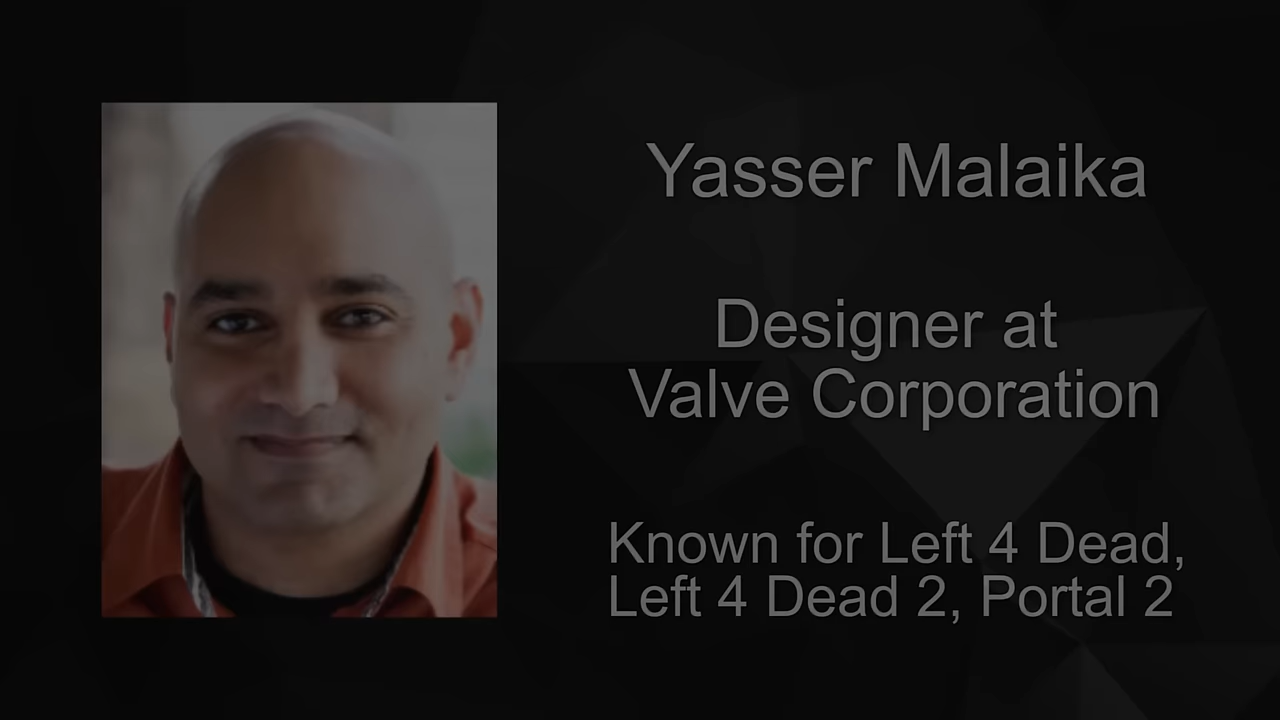 Yasser Malaika
Designer at
Valve Corporation
Known for Left 4 Dead,
Left 4 Dead 2, Portal 2